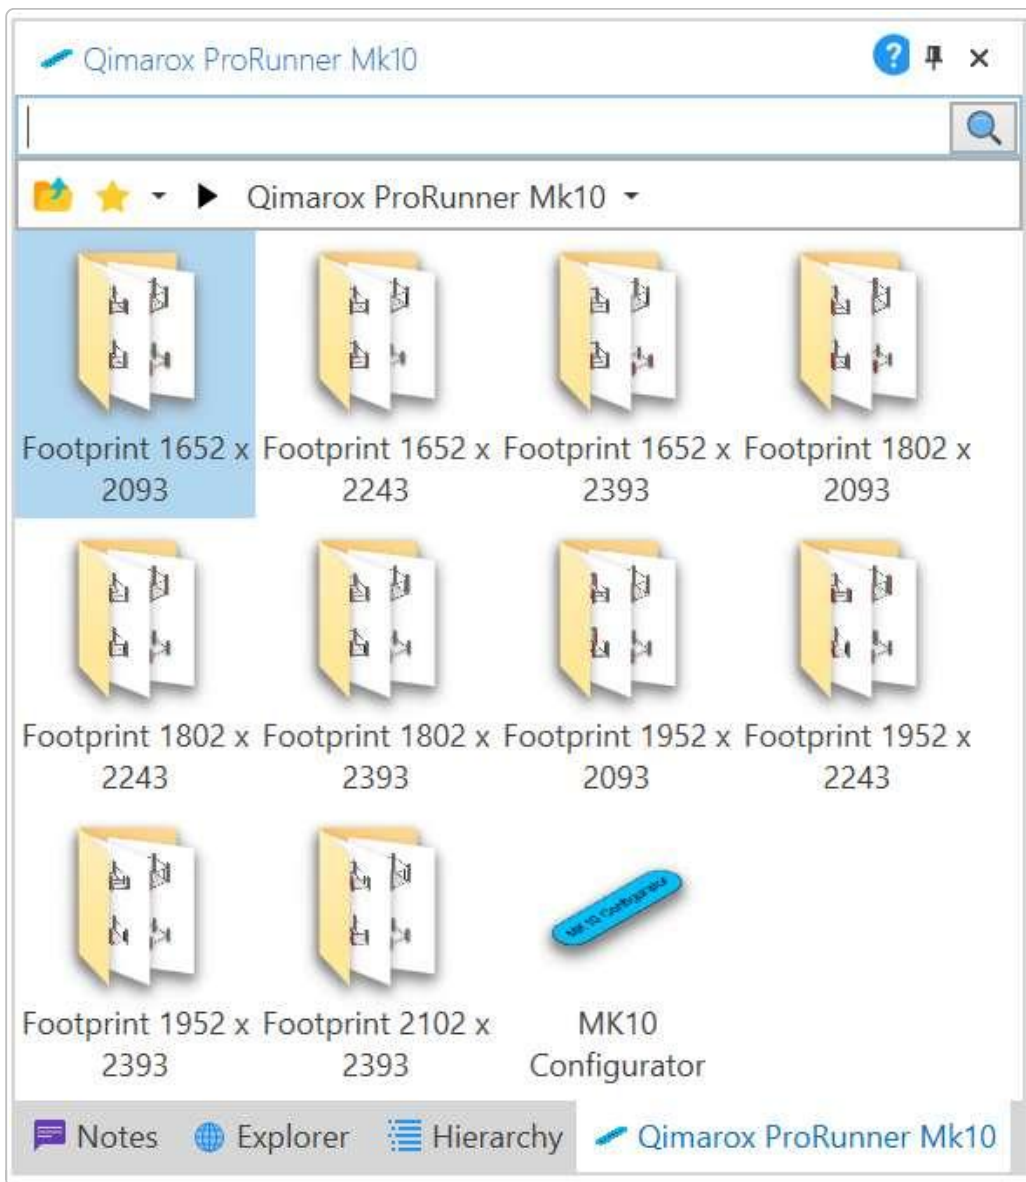 Qimarox ProRunner Mk10
?
Qimarox ProRunner Mk10
Footprint 1652 x Footprint 1652 x Footprint 1652 x Footprint 1802 x
2093 2243 2393 2093
Footprint 1802 x Footprint 1802 x Footprint 1952 x Footprint 1952 x
2243 2393 2093 2243
MK10 Configurator
Footprint 1952 x Footprint 2102 x MK10
2393 2393 Configurator
Notes Explorer Hierarchy Qimarox ProRunner Mk10